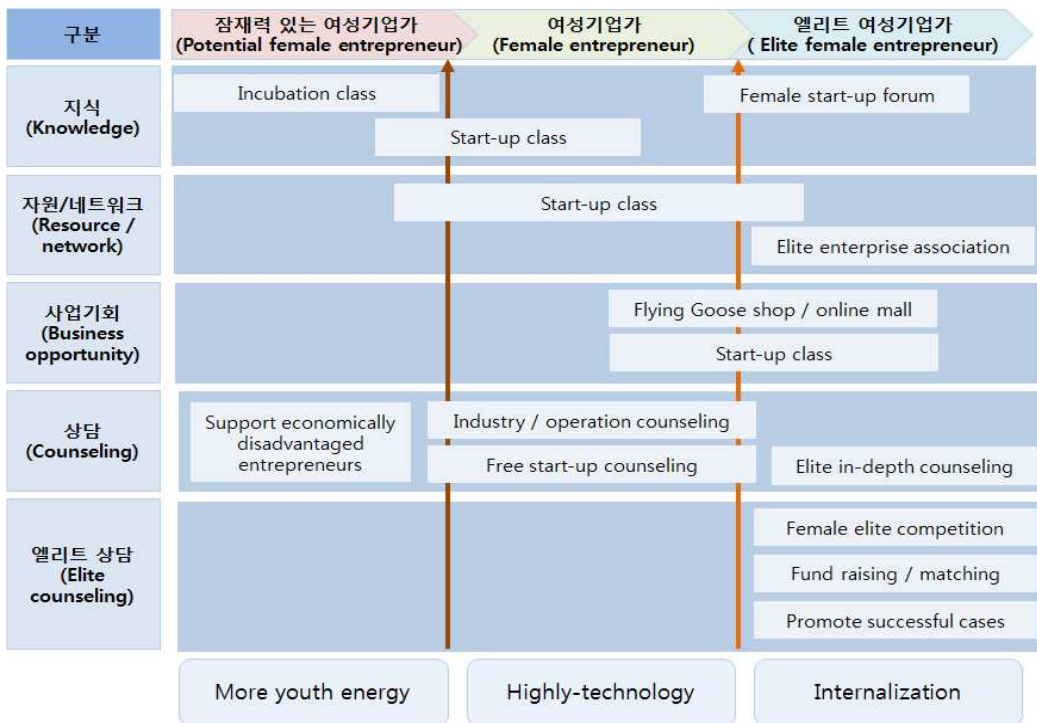 구분
잠재력 있는 여성기업가
(Potential female entrepreneur)
여성기업가
(Female entrepreneur)
엘리트 여성기업가
( Elite female entrepreneur)
지식
(Knowledge)
Incubation class
Female start-up forum
Start-up class
자원/네트워크
(Resource /
network)
Start-up class
Elite enterprise association
사업기회
(Business
opportunity)
Flying Goose shop / online mall
Start-up class
상담
(Counseling)
Support economically
disadvantaged
entrepreneurs
Industry / operation counseling
Free start-up counseling
Elite in-depth counseling
엘리트 상담
(Elite
counseling)
Female elite competition
Fund raising / matching
Promote successful cases
More youth energy
Highly-technology
Internalization